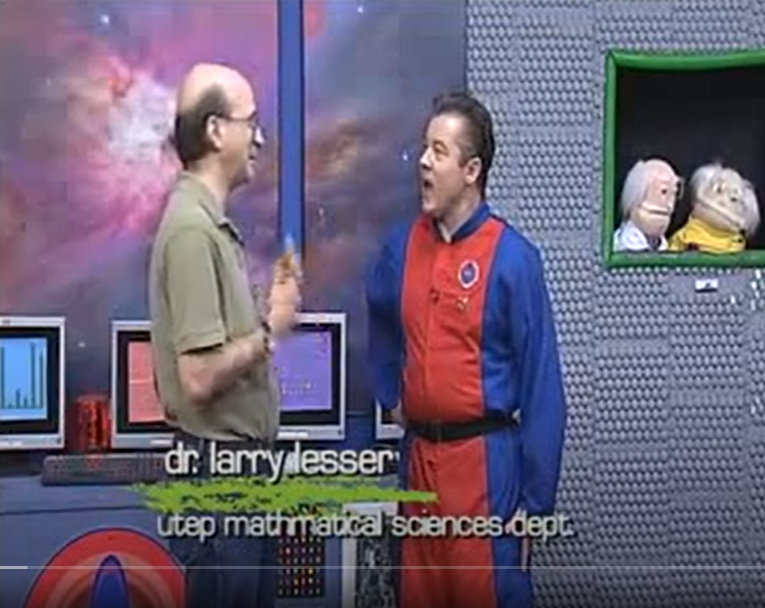 dr. larry lesser
utep mathmatical sciences dept.